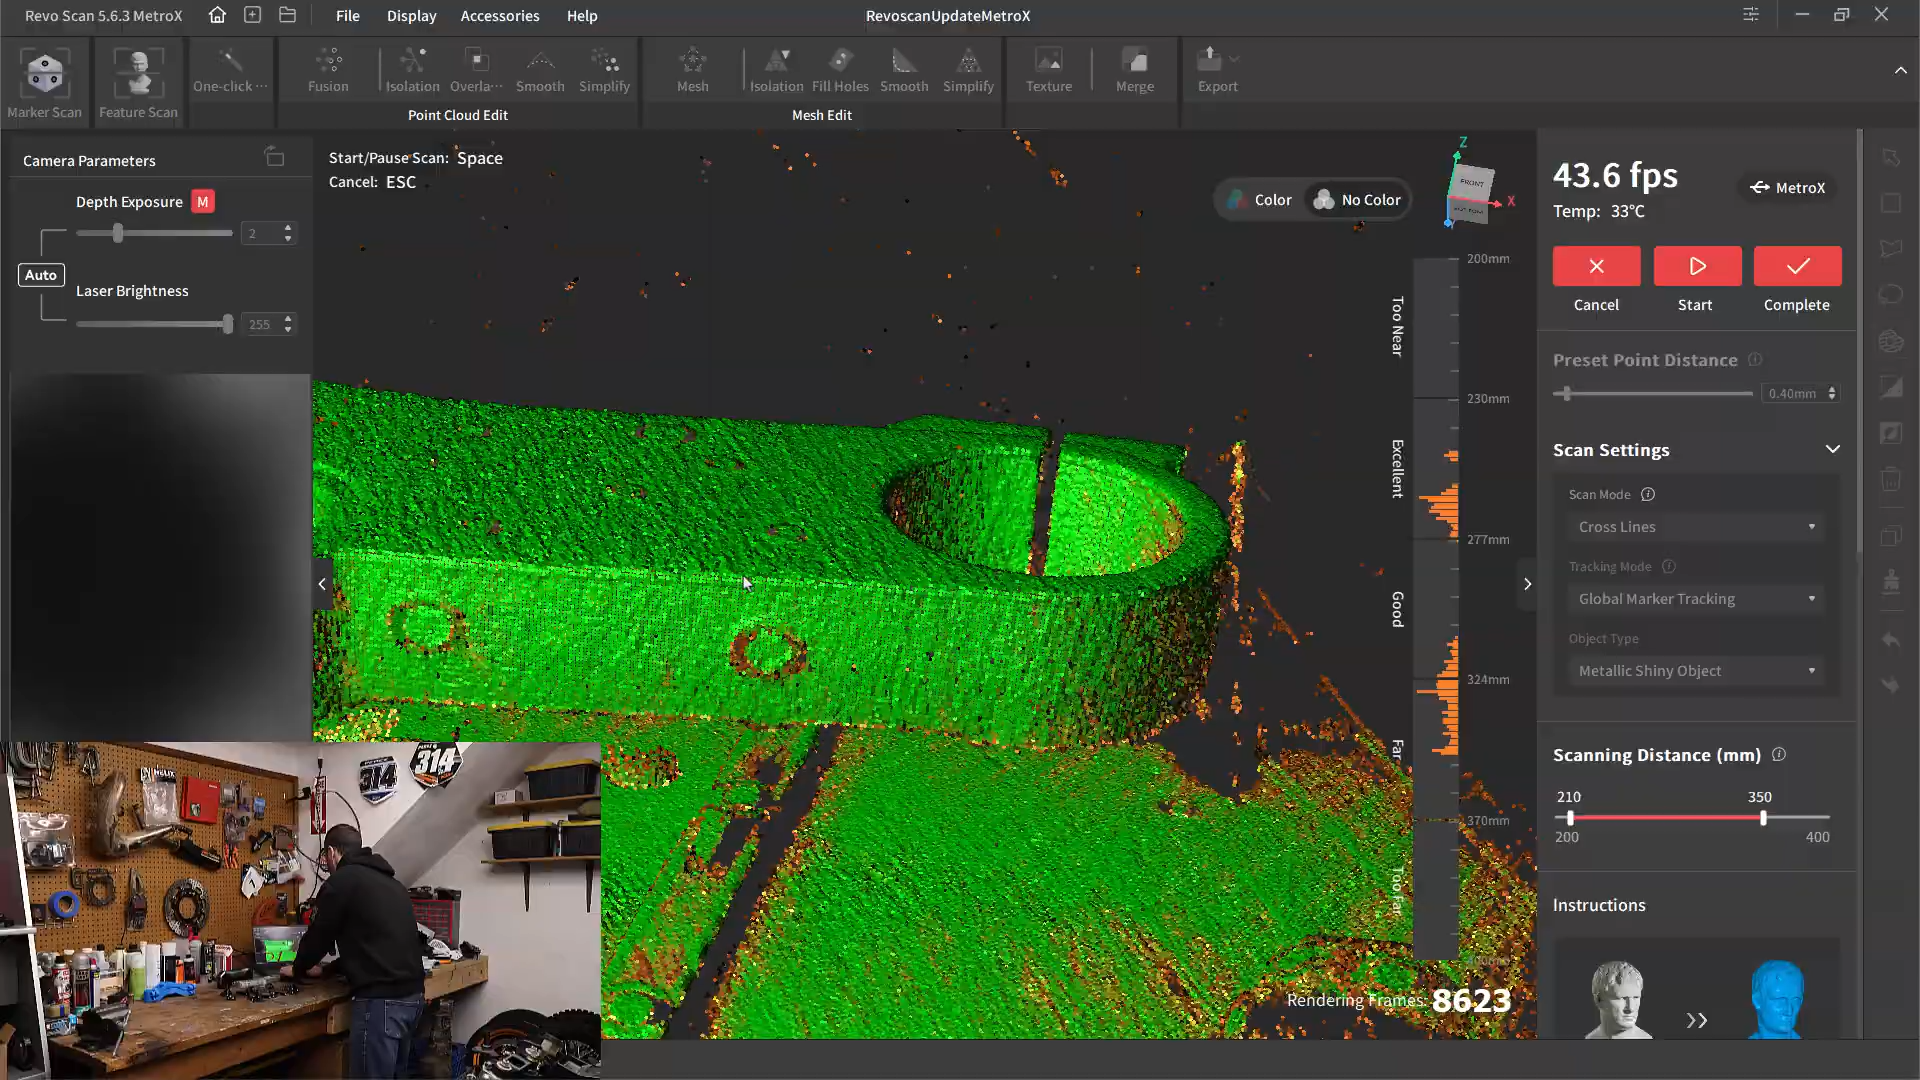 Revo Scan 5.6.3 MetroX
File
Display
Accessories
Help
RevoscanUpdateMetroX
Marker Scan
Feature Scan
One-click ···
Fusion
Isolation
Overla···
Smooth
Simplify
Point Cloud Edit
Mesh
Isolation
Fill Holes
Smooth
Simplify
Mesh Edit
Texture
Merge
Export
Camera Parameters
Depth Exposure M
2
Auto
Laser Brightness
255
Start/Pause Scan: Space
Cancel: ESC
Color
No Color
Z
FRONT
X
200mm
Too Near
230mm
Excellent
277mm
Good
324mm
Far
370mm
Too Far
Rendering Frames: 8623
43.6 fps
MetroX
Temp: 33°C
Cancel
Start
Complete
Preset Point Distance
0.40mm
Scan Settings
Scan Mode
Cross Lines
Tracking Mode
Global Marker Tracking
Object Type
Metallic Shiny Object
Scanning Distance (mm)
210
350
200
400
Instructions
314
314